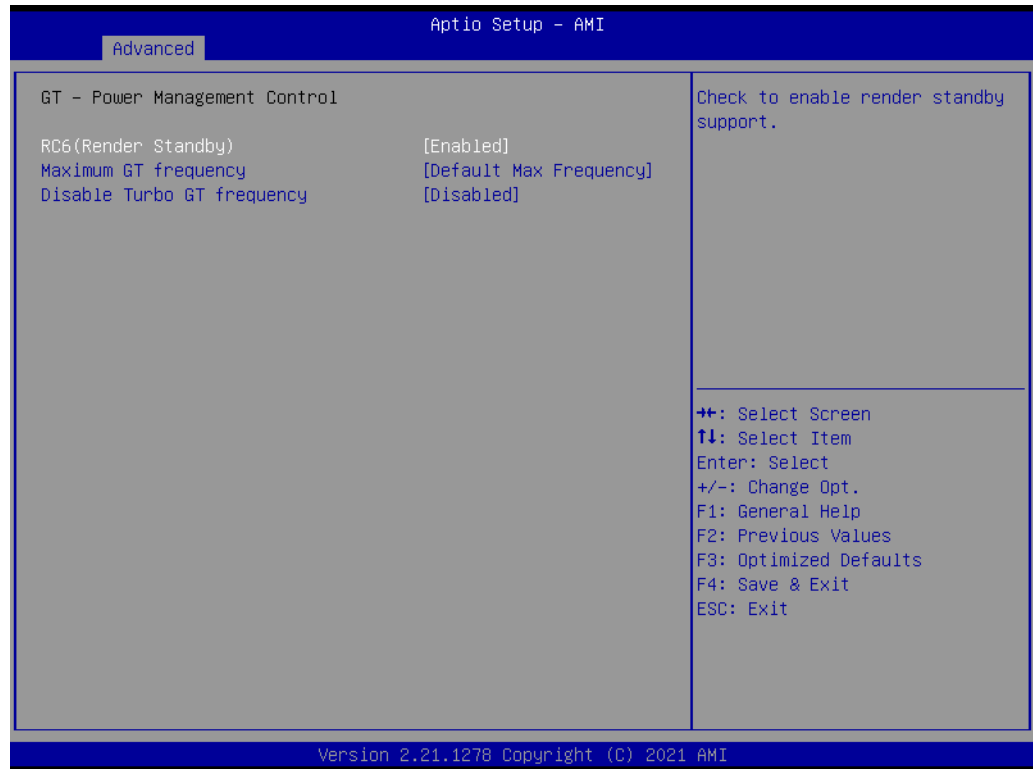 Aptio Setup – AMI
Advanced
GT – Power Management Control
RC6(Render Standby) [Enabled]
Maximum GT frequency [Default Max Frequency]
Disable Turbo GT frequency [Disabled]
Check to enable render standby
support.
→←: Select Screen
↑↓: Select Item
Enter: Select
+/-: Change Opt.
F1: General Help
F2: Previous Values
F3: Optimized Defaults
F4: Save & Exit
ESC: Exit
Version 2.21.1278 Copyright (C) 2021 AMI